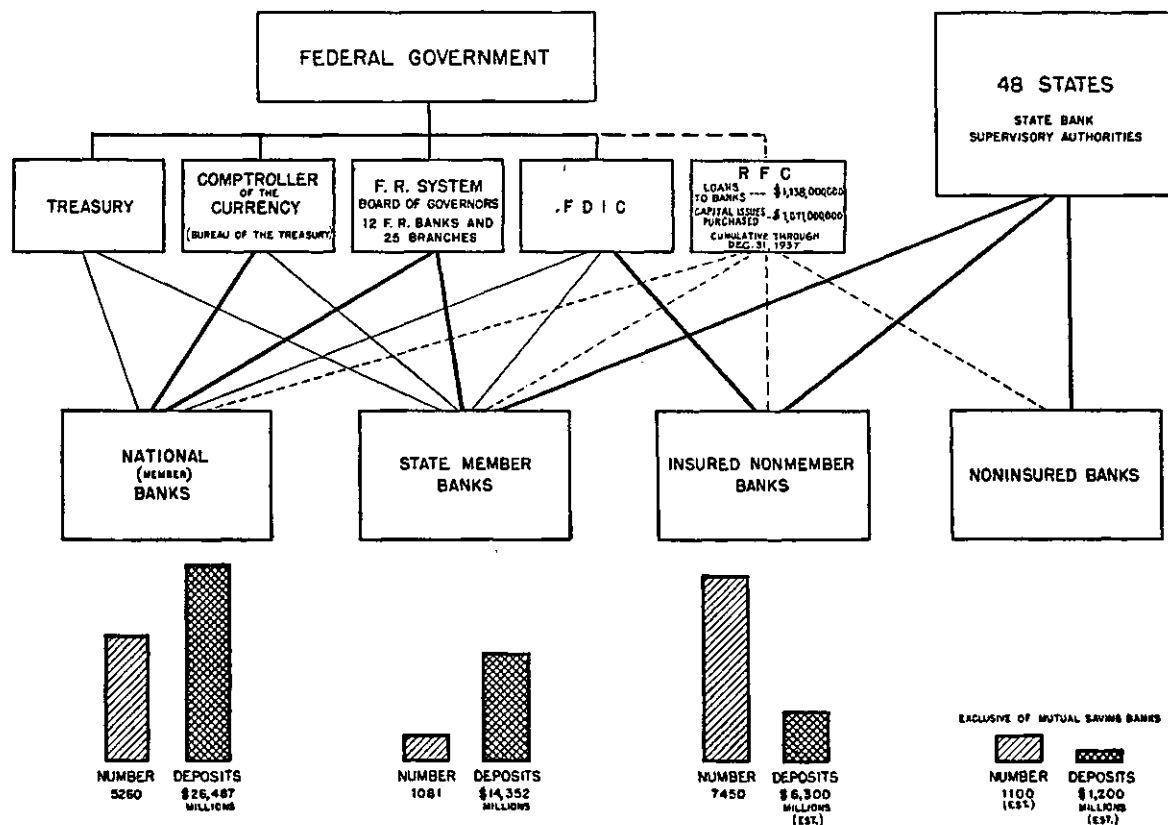 FEDERAL GOVERNMENT
48 STATES
STATE BANK
SUPERVISORY AUTHORITIES
TREASURY
COMPTROLLER
OF THE
CURRENCY
(BUREAU OF THE TREASURY)
F. R. SYSTEM
BOARD OF GOVERNORS
12 F. R. BANKS AND
25 BRANCHES
F D I C
R F C
LOANS
TO BANKS --- $1,138,000,000
CAPITAL ISSUES
PURCHASED -$1,071,000,000
CUMULATIVE THROUGH
DEC. 31, 1937
NATIONAL
(MEMBER)
BANKS
STATE MEMBER
BANKS
INSURED NONMEMBER
BANKS
NONINSURED BANKS
EXCLUSIVE OF MUTUAL SAVING BANKS
NUMBER
5260
DEPOSITS
$26,487
MILLIONS
NUMBER
1081
DEPOSITS
$14,352
MILLIONS
NUMBER
7450
DEPOSITS
$6,300
MILLIONS
(EST.)
NUMBER
1100
(EST.)
DEPOSITS
$1,200
MILLIONS
(EST.)